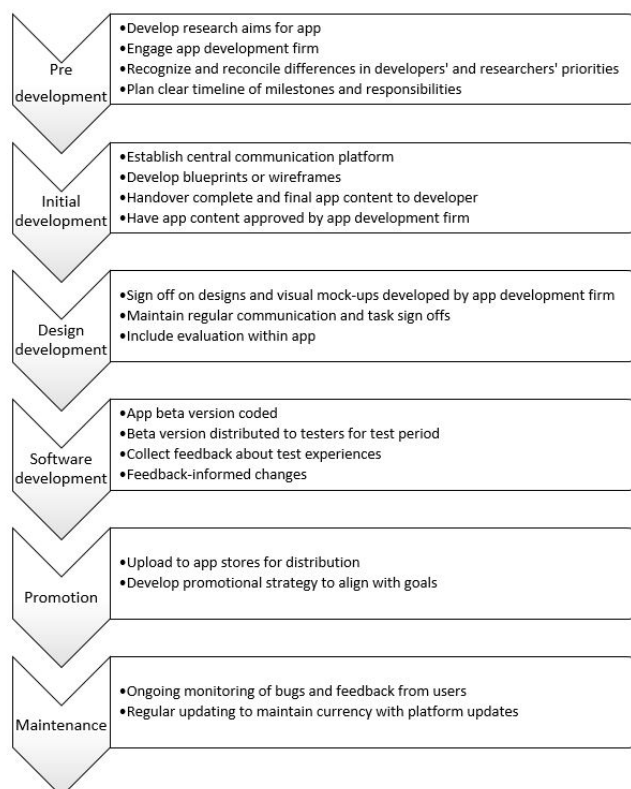 Pre
development
•Develop research aims for app
•Engage app development firm
•Recognize and reconcile differences in developers' and researchers' priorities
•Plan clear timeline of milestones and responsibilities
Initial
development
•Establish central communication platform
•Develop blueprints or wireframes
•Handover complete and final app content to developer
•Have app content approved by app development firm
Design
development
•Sign off on designs and visual mock-ups developed by app development firm
•Maintain regular communication and task sign offs
•Include evaluation within app
Software
development
•App beta version coded
•Beta version distributed to testers for test period
•Collect feedback about test experiences
•Feedback-informed changes
Promotion
•Upload to app stores for distribution
•Develop promotional strategy to align with goals
Maintenance
•Ongoing monitoring of bugs and feedback from users
•Regular updating to maintain currency with platform updates